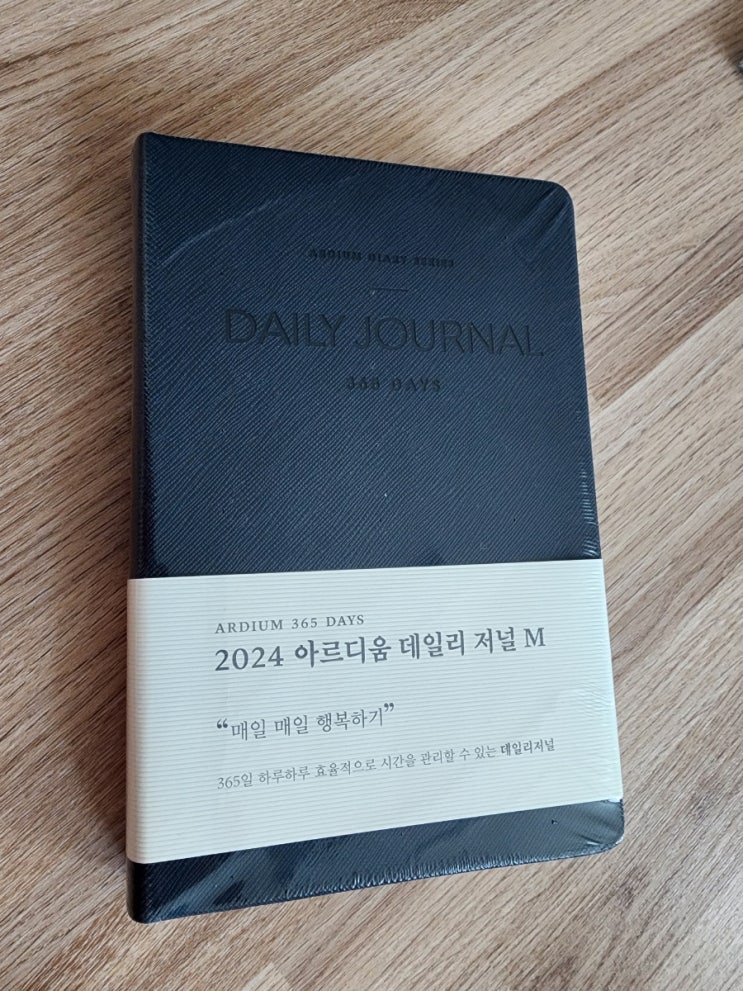 ARDIUM DIARY SERIES
DAILY JOURNAL
365 DAYS
ARDIUM 365 DAYS
2024 아르디움 데일리 저널 M
“매일 매일 행복하기”
365일 하루하루 효율적으로 시간을 관리할 수 있는 데일리저널